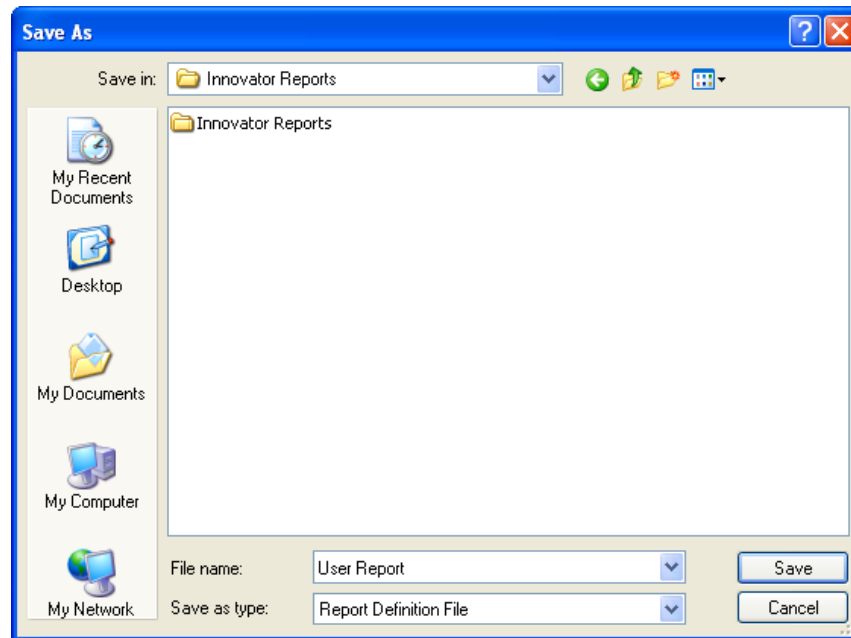 Save As
Save in:
Innovator Reports
Innovator Reports
My Recent
Documents
Desktop
My Documents
My Computer
My Network
File name:
User Report
Save
Save as type:
Report Definition File
Cancel